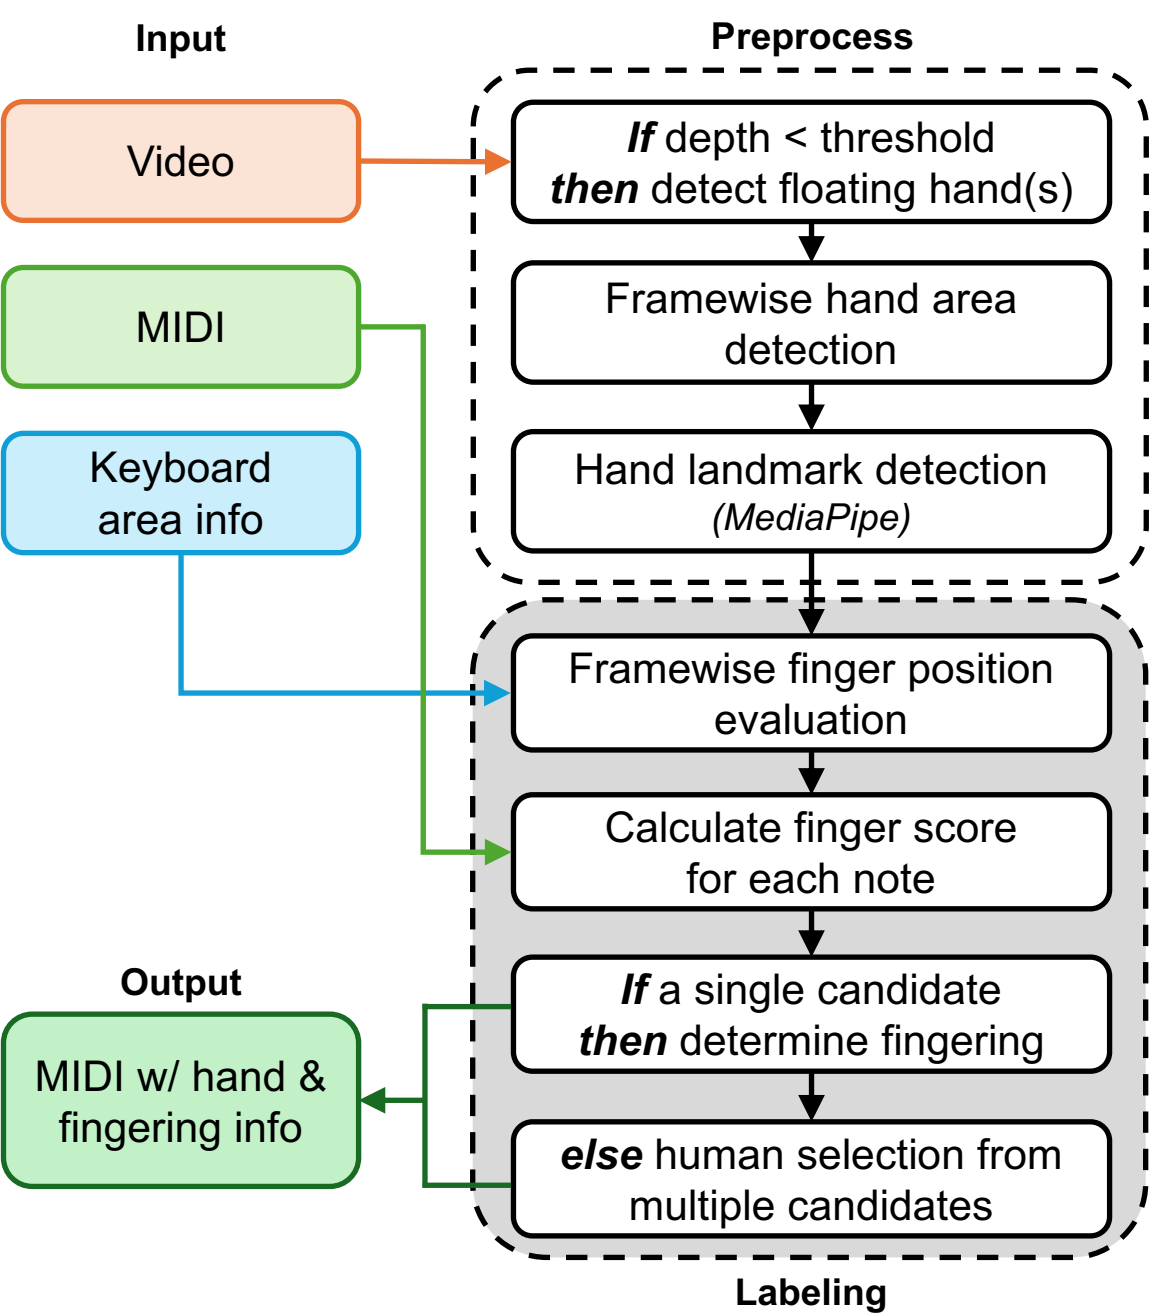 Input
Video
MIDI
Keyboard
area info
Preprocess
If depth < threshold
then detect floating hand(s)
Framewise hand area
detection
Hand landmark detection
(MediaPipe)
Framewise finger position
evaluation
Calculate finger score
for each note
If a single candidate
then determine fingering
else human selection from
multiple candidates
Labeling
Output
MIDI w/ hand &
fingering info